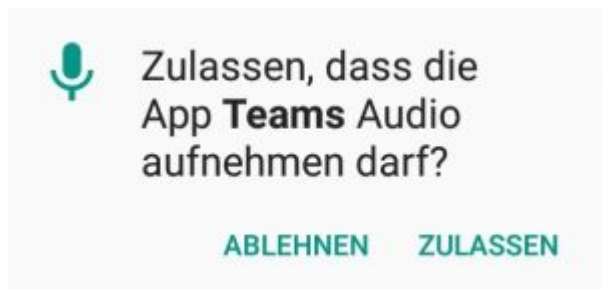 Zulassen, dass die
App Teams Audio
aufnehmen darf?
ABLEHNEN ZULASSEN